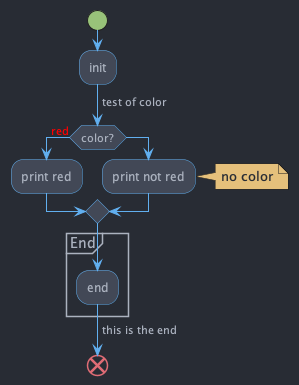 init
test of color
red
color?
print red
print not red
no color
End
end
this is the end